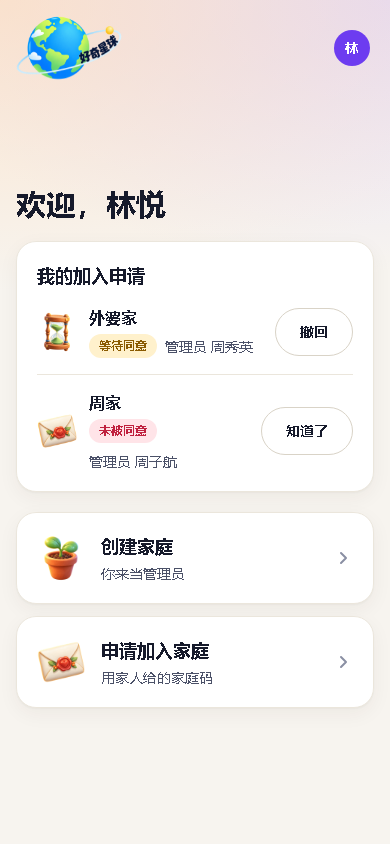 好奇星球
林
欢迎，林悦
我的加入申请
外婆家
等待同意 管理员 周秀英
撤回
周家
未被同意
管理员 周子航
知道了
创建家庭
你来当管理员
申请加入家庭
用家人给的家庭码